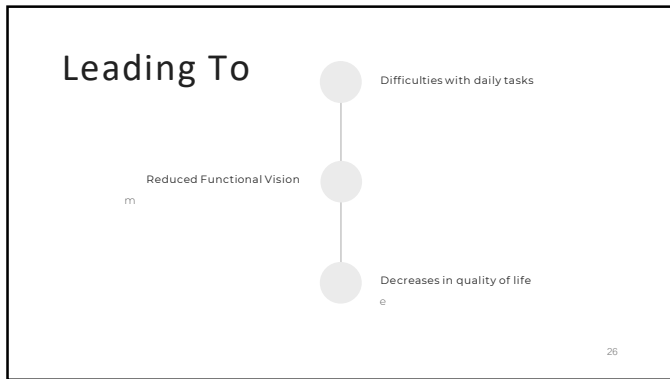 Leading To
Difficulties with daily tasks
Reduced Functional Vision
m
Decreases in quality of life
e
26